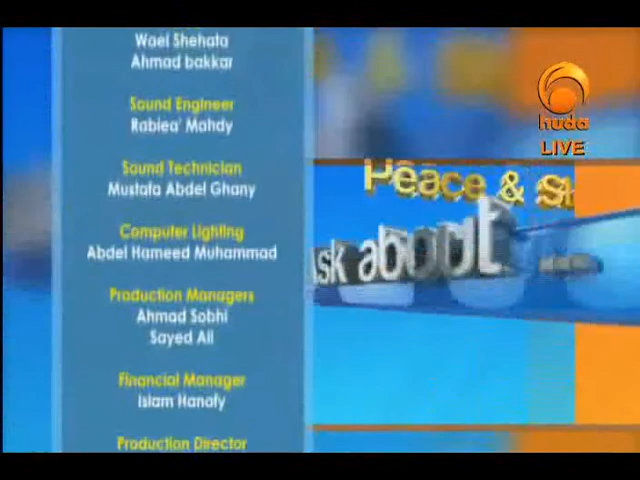 Wael Shehata
Ahmad bakkar
Sound Engineer
Rabiea' Mahdy
Sound Technician
Mustafa Abdel Ghany
Computer Lighting
Abdel Hameed Muhammad
Production Managers
Ahmad Sobhi
Sayed Ali
Financial Manager
Islam Hanafy
Production Director
huda
LIVE
Peace &
Ask about